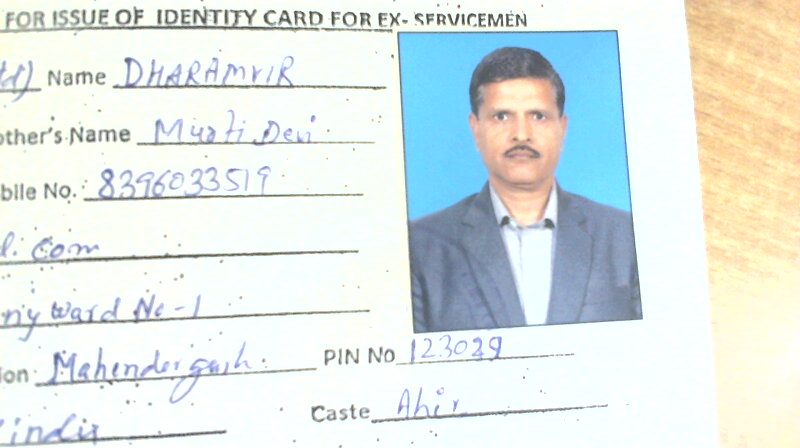 FOR ISSUE OF IDENTITY CARD FOR EX- SERVICEMEN
Name DHARAMVIR
other's Name Murti Devi
bile No. 8396033519
l. com
ny ward No -1
ion Mahendergarh PIN No 123029
Caste Ahir